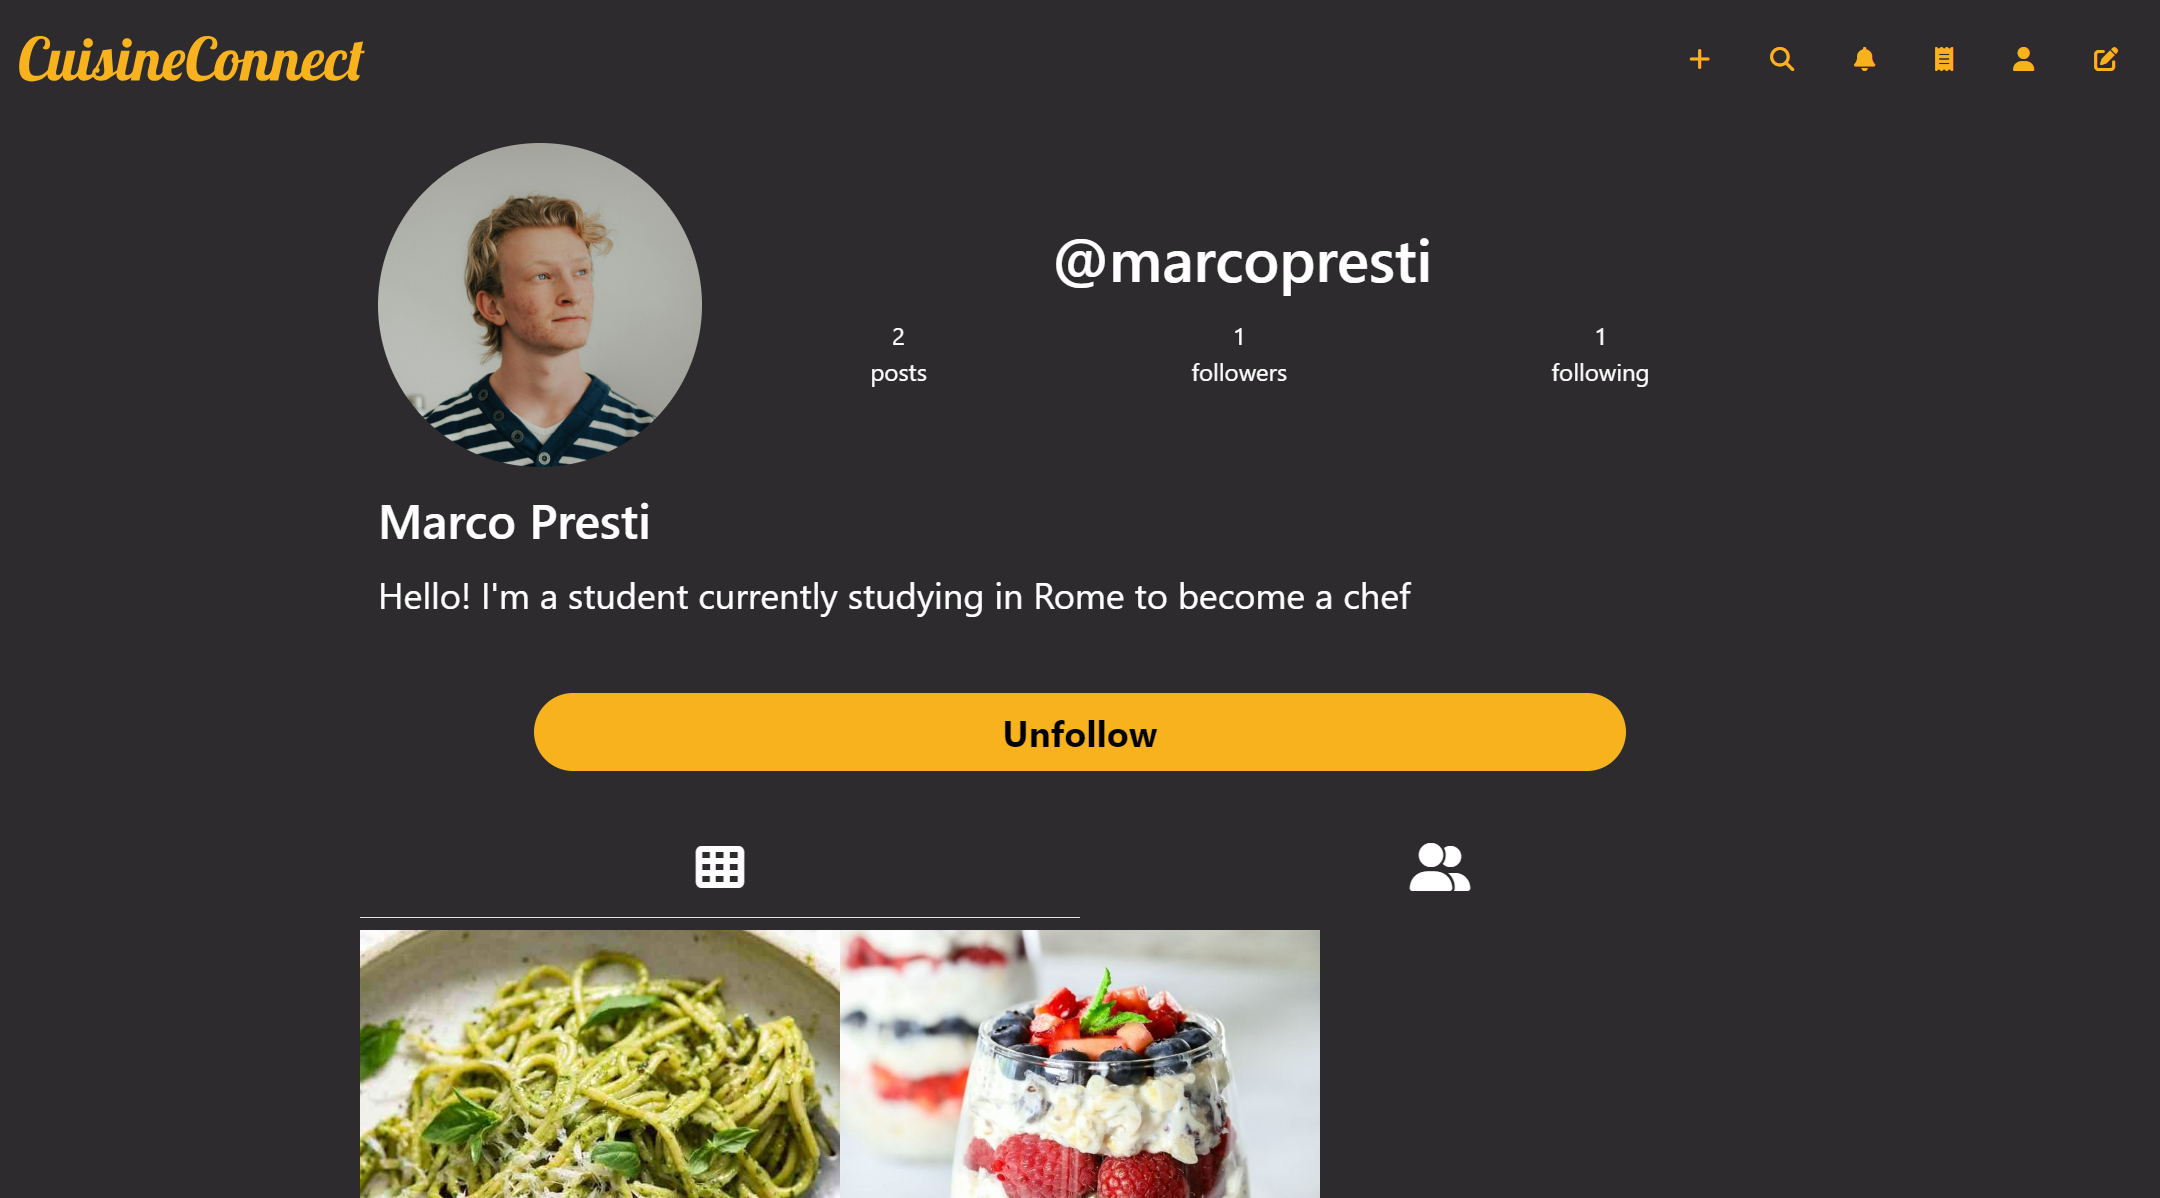 CuisineConnect
@marcopresti
2
posts
1
followers
1
following
Marco Presti
Hello! I'm a student currently studying in Rome to become a chef
Unfollow